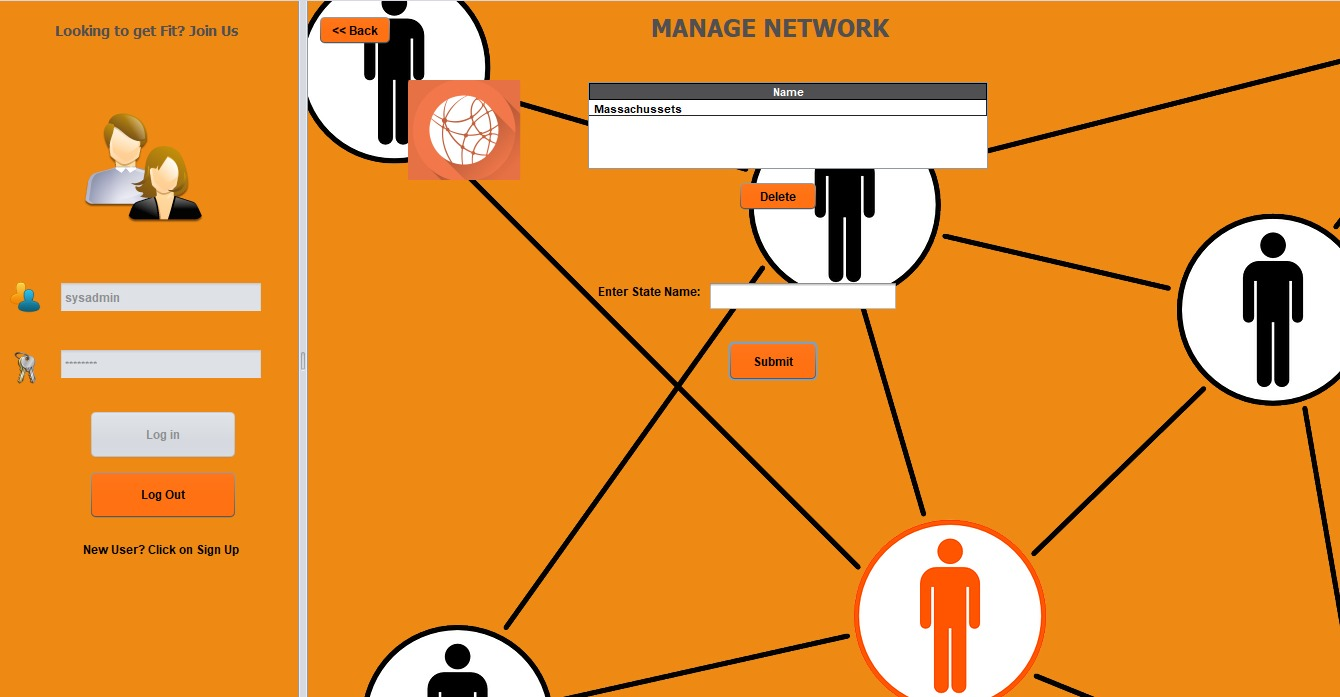 Looking to get Fit? Join Us
sysadmin
--------
Log in
Log Out
New User? Click on Sign Up
<< Back
MANAGE NETWORK
Name
Massachussets
Delete
Enter State Name:
Submit